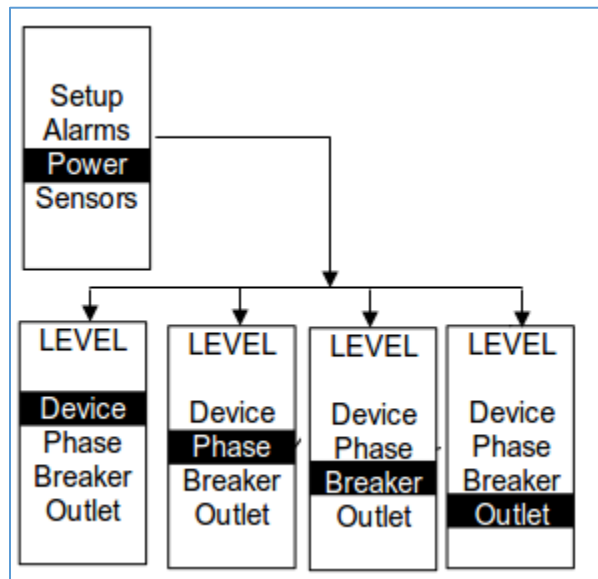 Setup
Alarms
Power
Sensors
LEVEL
Device
Phase
Breaker
Outlet
LEVEL
Device
Phase
Breaker
Outlet
LEVEL
Device
Phase
Breaker
Outlet
LEVEL
Device
Phase
Breaker
Outlet